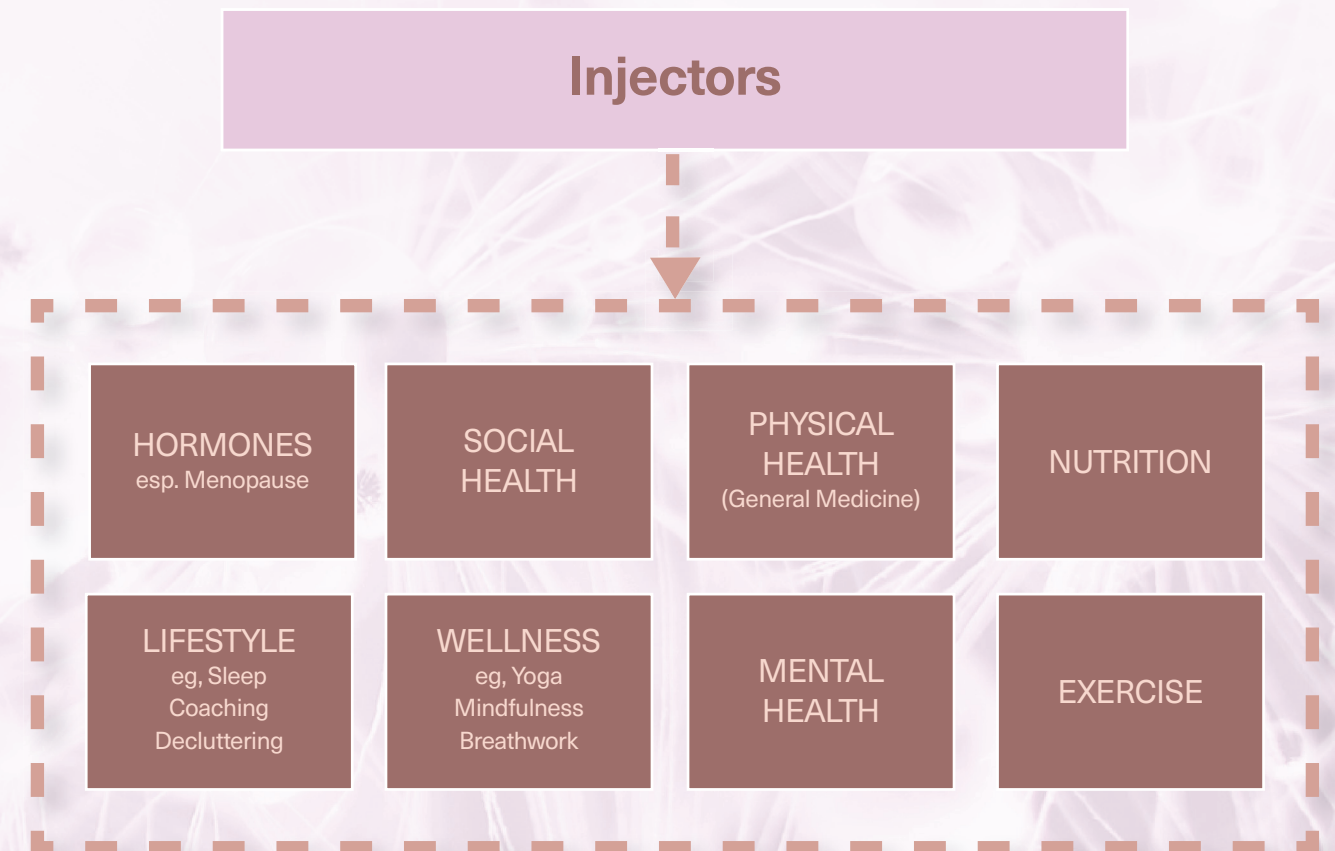 Injectors
HORMONES
esp. Menopause
SOCIAL
HEALTH
PHYSICAL
HEALTH
(General Medicine)
NUTRITION
LIFESTYLE
eg, Sleep
Coaching
Decluttering
WELLNESS
eg, Yoga
Mindfulness
Breathwork
MENTAL
HEALTH
EXERCISE